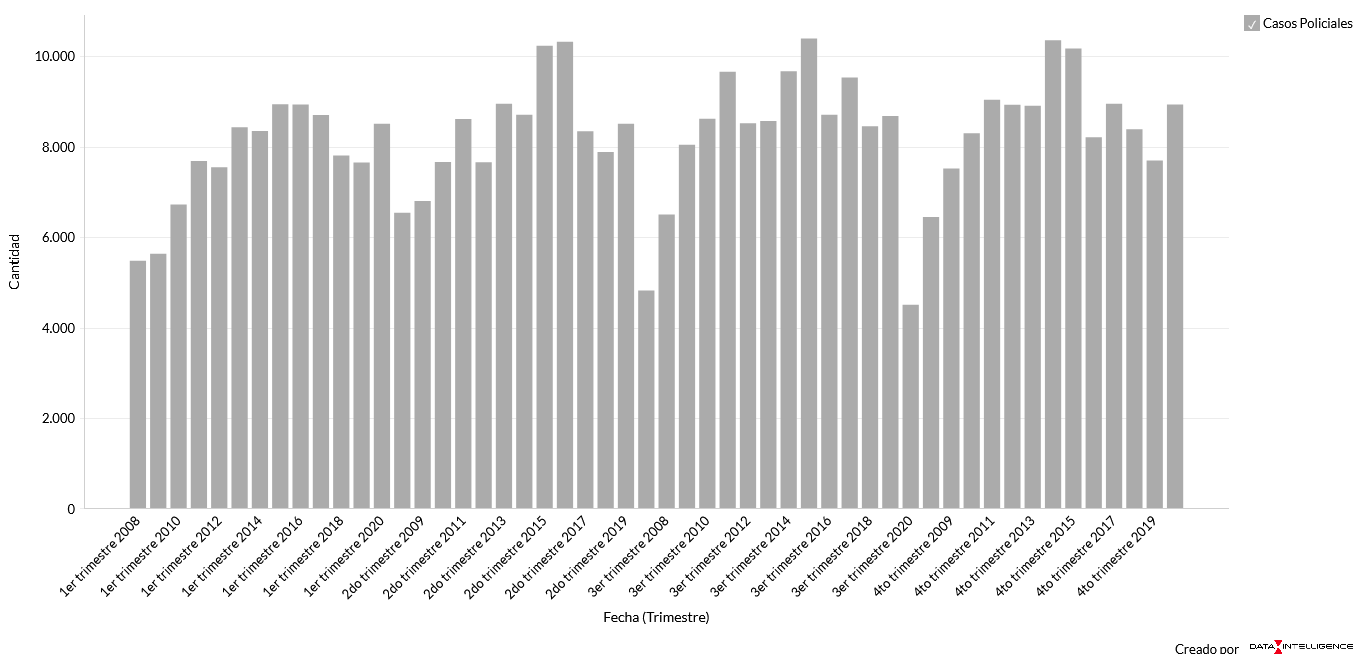 Casos Policiales
10.000
8.000
6.000
4.000
2.000
0
Cantidad
1er trimestre 2008
1er trimestre 2010
1er trimestre 2012
1er trimestre 2014
1er trimestre 2016
1er trimestre 2018
1er trimestre 2020
2do trimestre 2009
2do trimestre 2011
2do trimestre 2013
2do trimestre 2015
2do trimestre 2017
2do trimestre 2019
3er trimestre 2008
3er trimestre 2010
3er trimestre 2012
3er trimestre 2014
3er trimestre 2016
3er trimestre 2018
3er trimestre 2020
4to trimestre 2009
4to trimestre 2011
4to trimestre 2013
4to trimestre 2015
4to trimestre 2017
4to trimestre 2019
Fecha (Trimestre)
Creado por DATA INTELLIGENCE